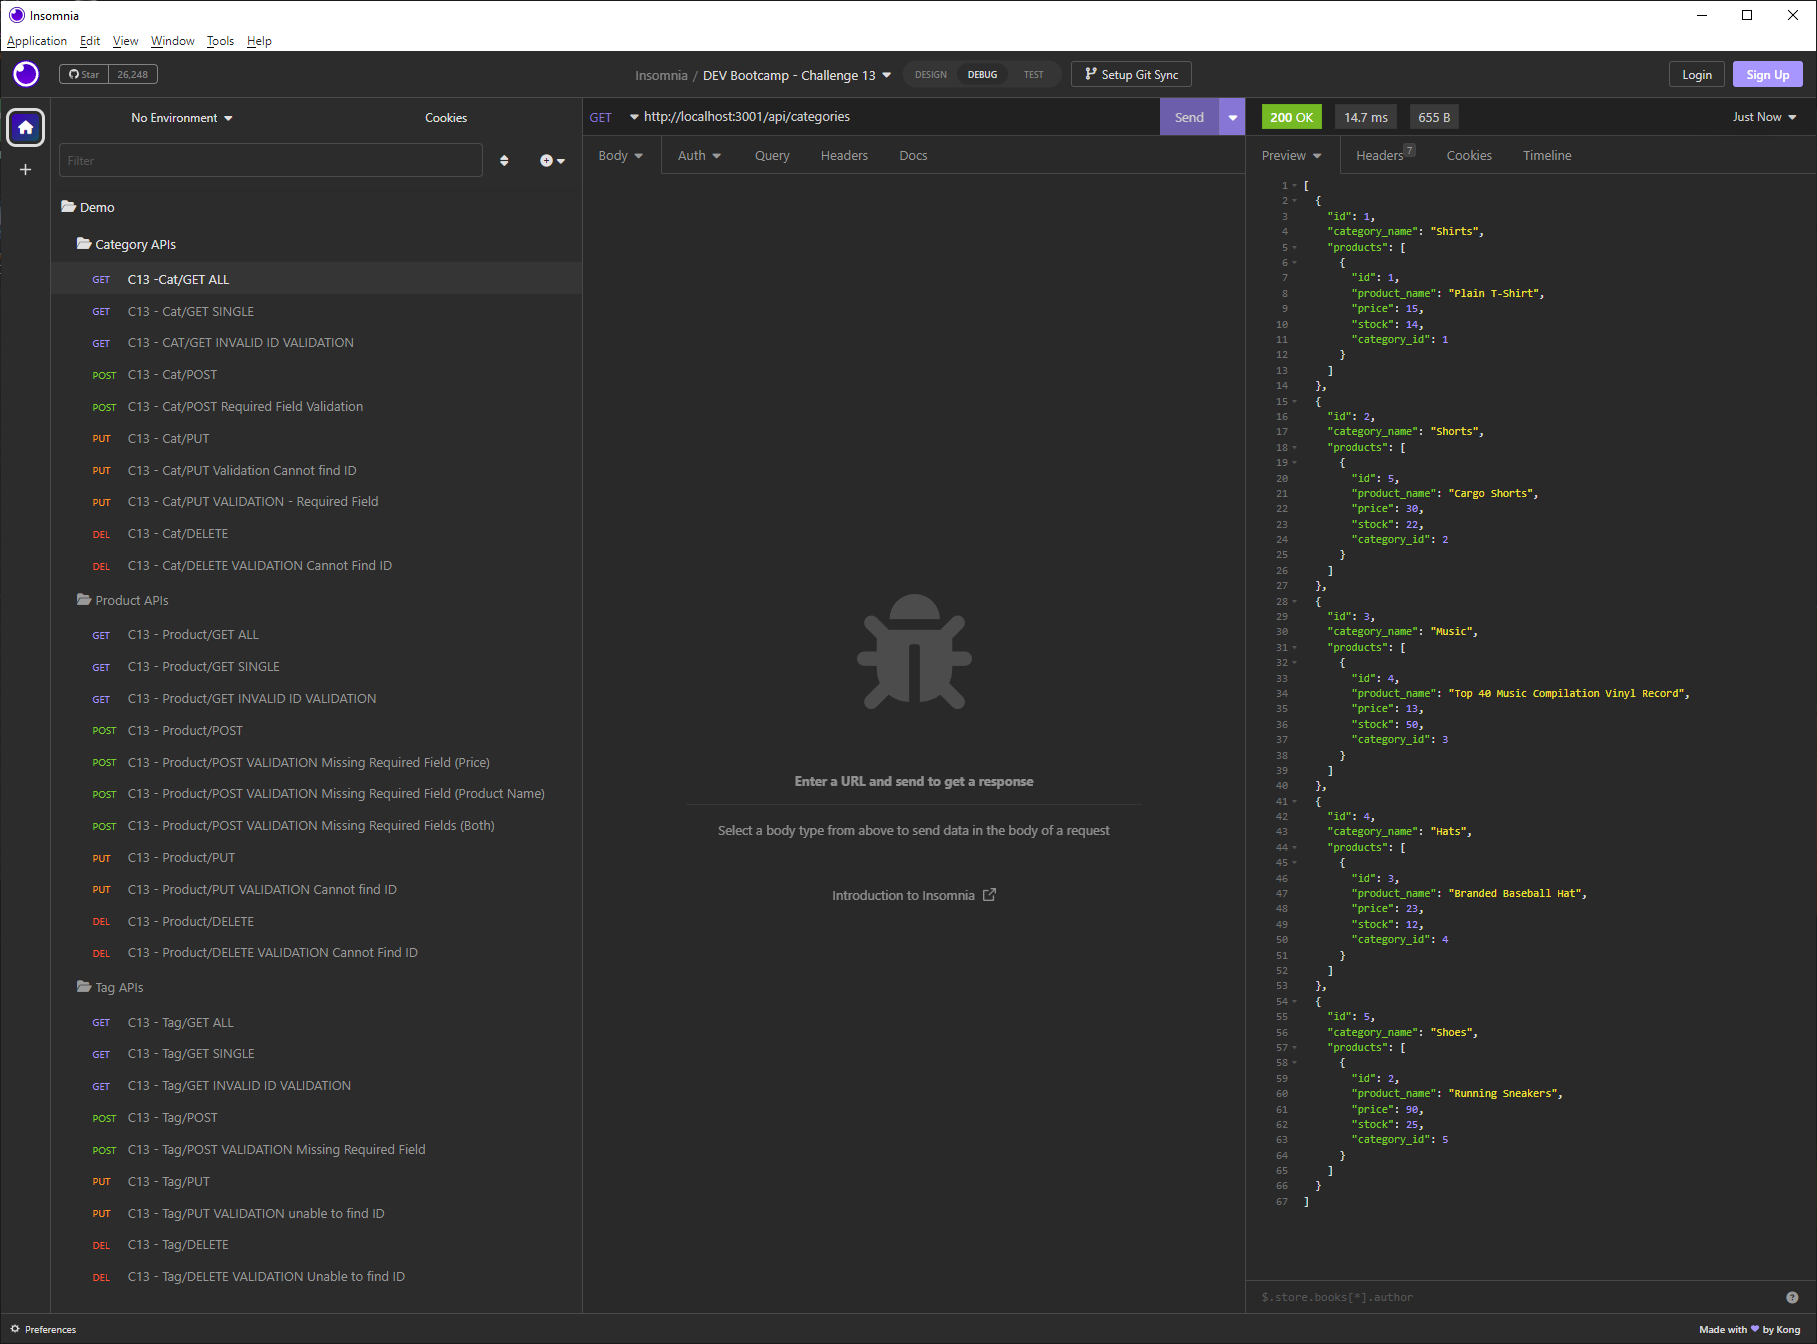 Insomnia
Application Edit View Window Tools Help
Star 26,248
Insomnia / DEV Bootcamp - Challenge 13
DESIGN DEBUG TEST
Setup Git Sync
Login Sign Up
No Environment Cookies
Filter
Demo
Category APIs
GET C13 -Cat/GET ALL
GET C13 - Cat/GET SINGLE
GET C13 - CAT/GET INVALID ID VALIDATION
POST C13 - Cat/POST
POST C13 - Cat/POST Required Field Validation
PUT C13 - Cat/PUT
PUT C13 - Cat/PUT Validation Cannot find ID
PUT C13 - Cat/PUT VALIDATION - Required Field
DEL C13 - Cat/DELETE
DEL C13 - Cat/DELETE VALIDATION Cannot Find ID
Product APIs
GET C13 - Product/GET ALL
GET C13 - Product/GET SINGLE
GET C13 - Product/GET INVALID ID VALIDATION
POST C13 - Product/POST
POST C13 - Product/POST VALIDATION Missing Required Field (Price)
POST C13 - Product/POST VALIDATION Missing Required Field (Product Name)
POST C13 - Product/POST VALIDATION Missing Required Fields (Both)
PUT C13 - Product/PUT
PUT C13 - Product/PUT VALIDATION Cannot find ID
DEL C13 - Product/DELETE
DEL C13 - Product/DELETE VALIDATION Cannot Find ID
Tag APIs
GET C13 - Tag/GET ALL
GET C13 - Tag/GET SINGLE
GET C13 - Tag/GET INVALID ID VALIDATION
POST C13 - Tag/POST
POST C13 - Tag/POST VALIDATION Missing Required Field
PUT C13 - Tag/PUT
PUT C13 - Tag/PUT VALIDATION unable to find ID
DEL C13 - Tag/DELETE
DEL C13 - Tag/DELETE VALIDATION Unable to find ID
GET http://localhost:3001/api/categories Send
Body Auth Query Headers Docs
Enter a URL and send to get a response
Select a body type from above to send data in the body of a request
Introduction to Insomnia
200 OK 14.7 ms 655 B Just Now
Preview Headers 7 Cookies Timeline
1 [
2 {
3 "id": 1,
4 "category_name": "Shirts",
5 "products": [
6 {
7 "id": 1,
8 "product_name": "Plain T-Shirt",
9 "price": 15,
10 "stock": 14,
11 "category_id": 1
12 }
13 ]
14 },
15 {
16 "id": 2,
17 "category_name": "Shorts",
18 "products": [
19 {
20 "id": 5,
21 "product_name": "Cargo Shorts",
22 "price": 30,
23 "stock": 22,
24 "category_id": 2
25 }
26 ]
27 },
28 {
29 "id": 3,
30 "category_name": "Music",
31 "products": [
32 {
33 "id": 4,
34 "product_name": "Top 40 Music Compilation Vinyl Record",
35 "price": 13,
36 "stock": 50,
37 "category_id": 3
38 }
39 ]
40 },
41 {
42 "id": 4,
43 "category_name": "Hats",
44 "products": [
45 {
46 "id": 3,
47 "product_name": "Branded Baseball Hat",
48 "price": 23,
49 "stock": 12,
50 "category_id": 4
51 }
52 ]
53 },
54 {
55 "id": 5,
56 "category_name": "Shoes",
57 "products": [
58 {
59 "id": 2,
60 "product_name": "Running Sneakers",
61 "price": 90,
62 "stock": 25,
63 "category_id": 5
64 }
65 ]
66 }
67 ]
$.store.books[*].author
Preferences
Made with ♥ by Kong